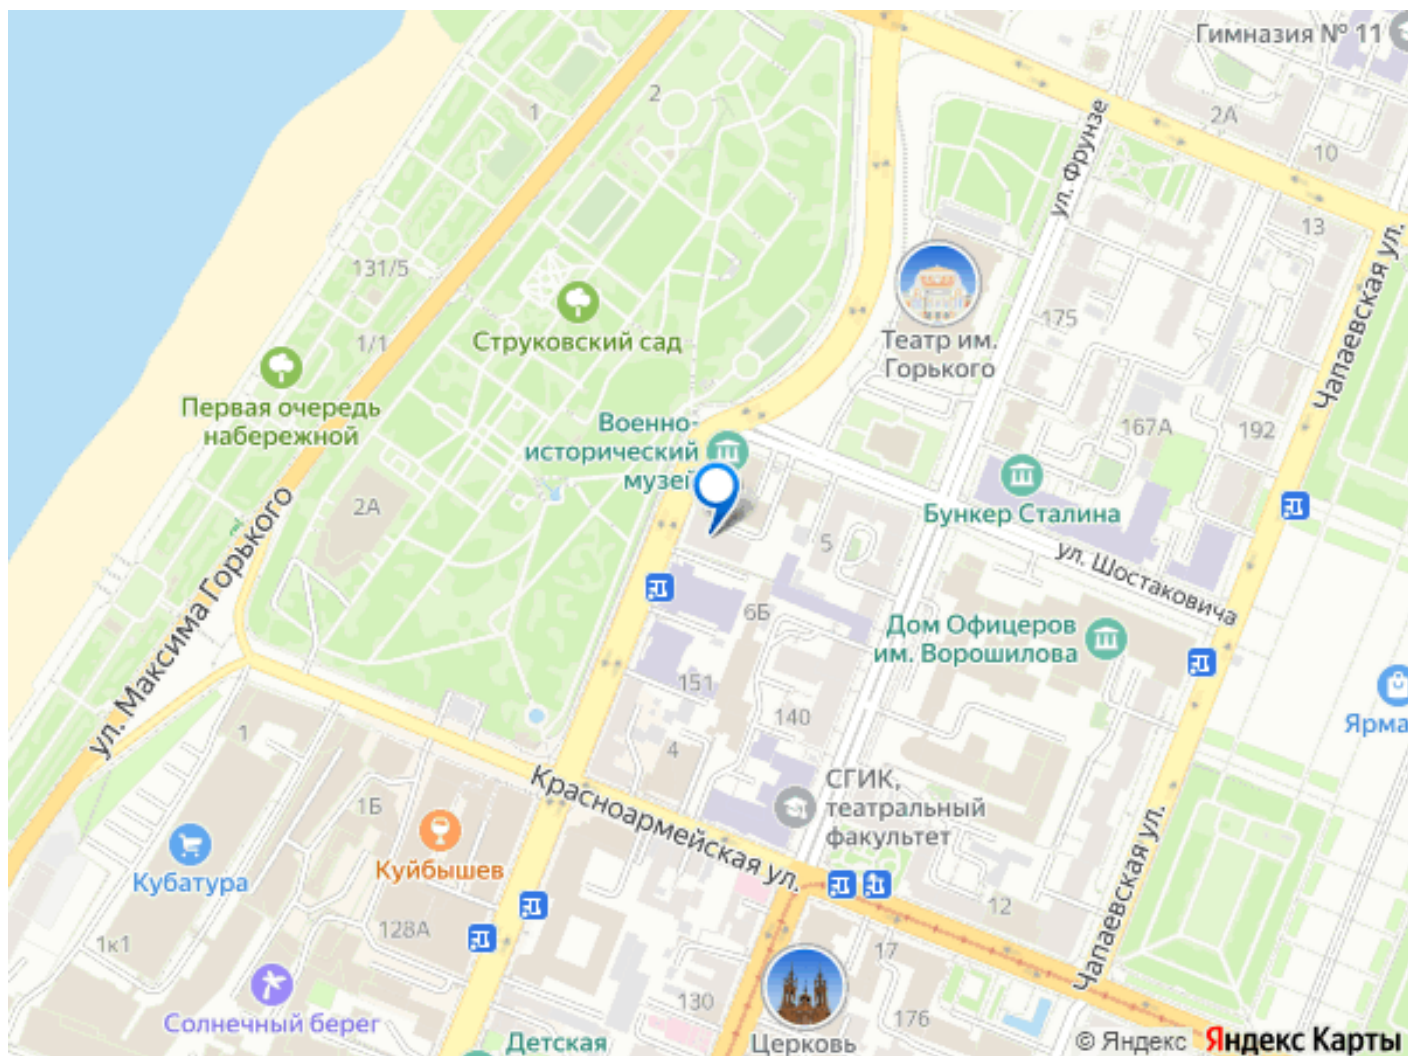 Гимназия № 11
2А
10
13
1
2
ул. Фрунзе
Чапаевская ул.
131/5
1/1
Струковский сад
Театр им.
Горького
175
Первая очередь
набережной
Военно-
исторический
музей
167А
192
2А
Бункер Сталина
5
ул. Шостаковича
ул. Максима Горького
6Б
Дом Офицеров
им. Ворошилова
151
140
Ярма
1
4
Красноармейская ул.
СГИК,
театральный
факультет
1Б
Куйбышев
Кубатура
Чапаевская ул.
128А
12
1к1
17
Солнечный берег
130
176
Детская
Церковь
© Яндекс Яндекс Карты